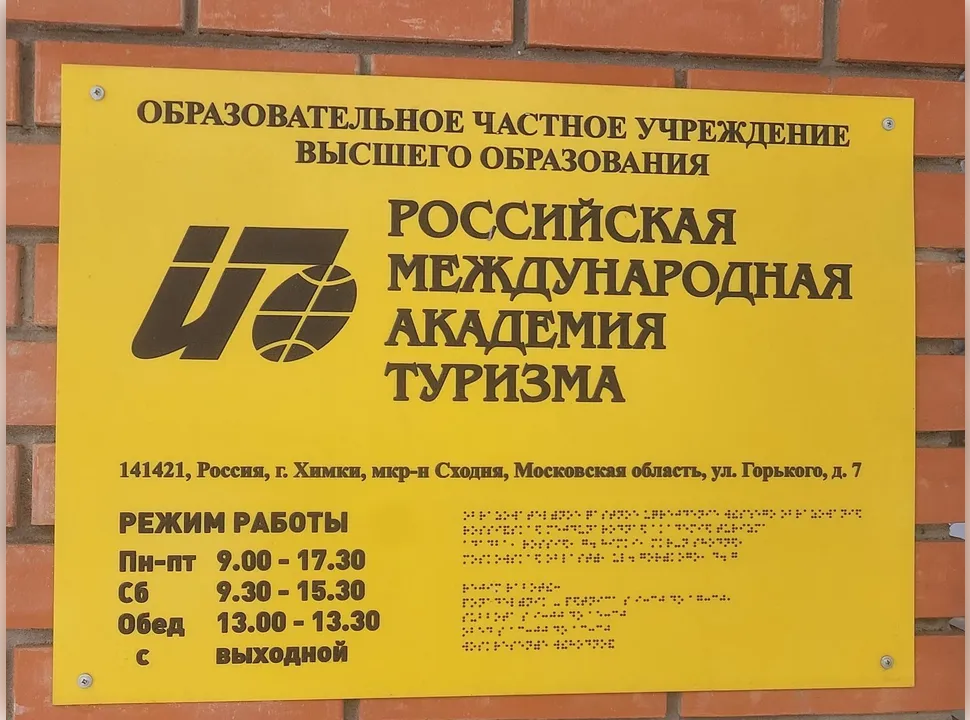 ОБРАЗОВАТЕЛЬНОЕ ЧАСТНОЕ УЧРЕЖДЕНИЕ
ВЫСШЕГО ОБРАЗОВАНИЯ
РОССИЙСКАЯ
МЕЖДУНАРОДНАЯ
АКАДЕМИЯ
ТУРИЗМА
141421, Россия, г. Химки, мкр-н Сходня, Московская область, ул. Горького, д. 7
РЕЖИМ РАБОТЫ
Пн-пт 9.00 - 17.30
Сб 9.30 - 15.30
Обед 13.00 - 13.30
с выходной